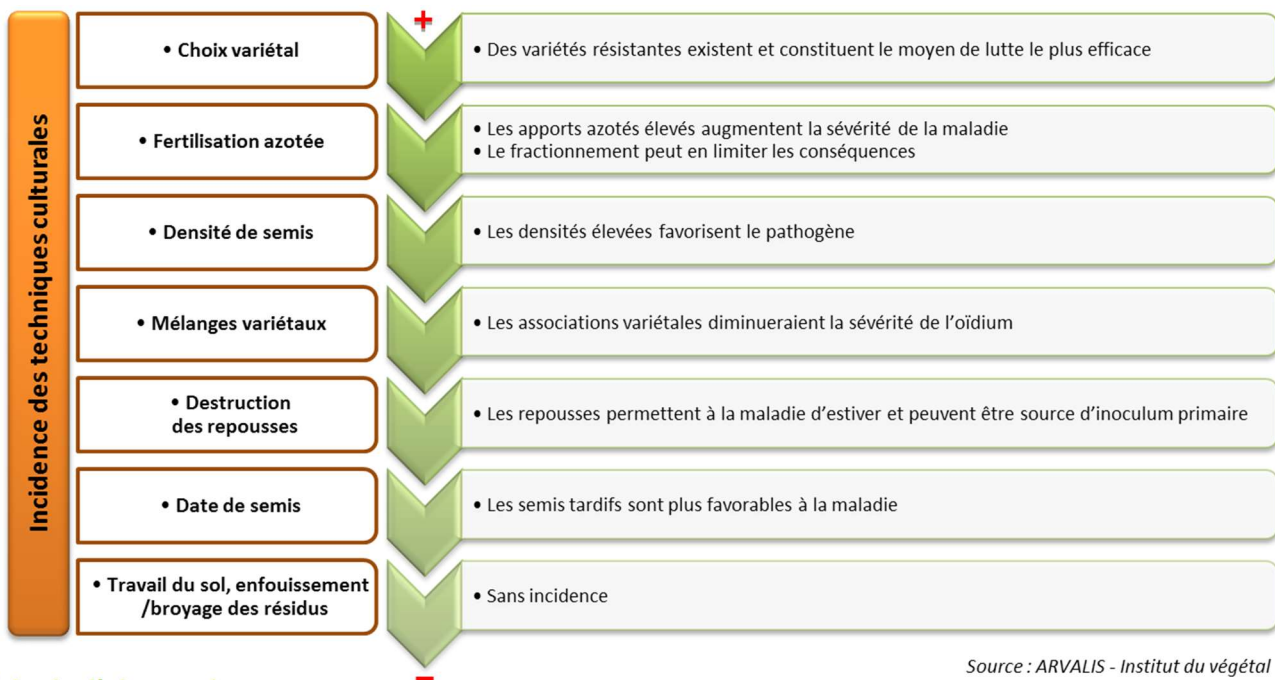 Incidence des techniques culturales
+
• Choix variétal
• Des variétés résistantes existent et constituent le moyen de lutte le plus efficace
• Fertilisation azotée
• Les apports azotés élevés augmentent la sévérité de la maladie
• Le fractionnement peut en limiter les conséquences
• Densité de semis
• Les densités élevées favorisent le pathogène
• Mélanges variétaux
• Les associations variétales diminueraient la sévérité de l'oïdium
• Destruction
des repousses
• Les repousses permettent à la maladie d'estiver et peuvent être source d'inoculum primaire
• Date de semis
• Les semis tardifs sont plus favorables à la maladie
• Travail du sol, enfouissement
/broyage des résidus
• Sans incidence
Source : ARVALIS - Institut du végétal